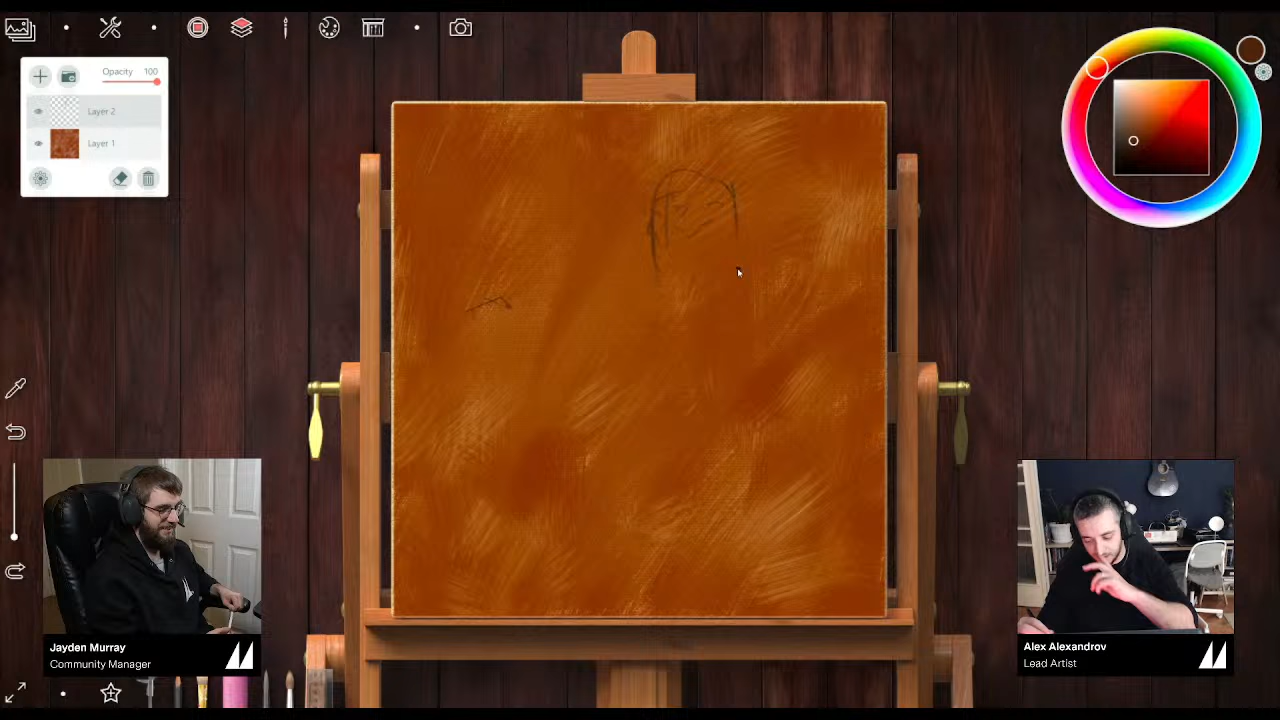 Opacity 100
Layer 2
Layer 1
Jayden Murray
Community Manager
Alex Alexandrov
Lead Artist